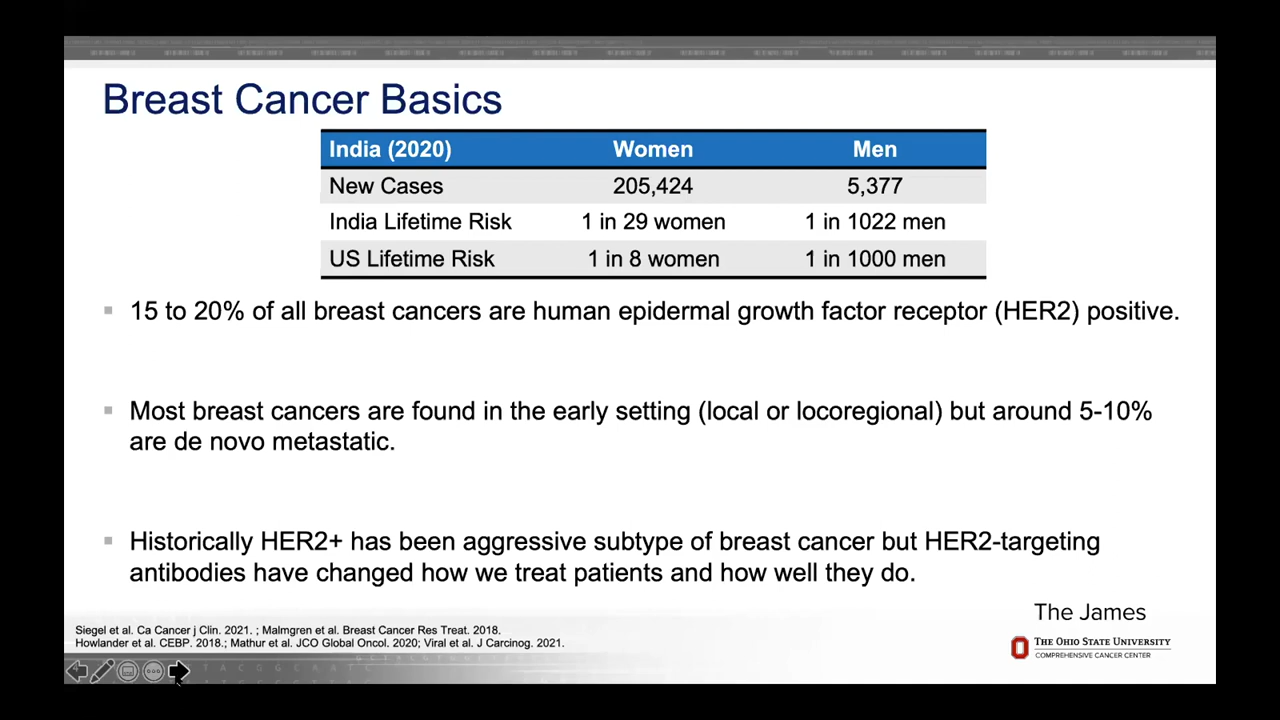 Breast Cancer Basics
India (2020) Women Men
New Cases 205,424 5,377
India Lifetime Risk 1 in 29 women 1 in 1022 men
US Lifetime Risk 1 in 8 women 1 in 1000 men
15 to 20% of all breast cancers are human epidermal growth factor receptor (HER2) positive.
Most breast cancers are found in the early setting (local or locoregional) but around 5-10%
are de novo metastatic.
Historically HER2+ has been aggressive subtype of breast cancer but HER2-targeting
antibodies have changed how we treat patients and how well they do.
The James
Siegel et al. Ca Cancer j Clin. 2021. ; Malmgren et al. Breast Cancer Res Treat. 2018.
Howlander et al. CEBP. 2018.; Mathur et al. JCO Global Oncol. 2020; Viral et al. J Carcinog. 2021.
THE OHIO STATE UNIVERSITY
COMPREHENSIVE CANCER CENTER